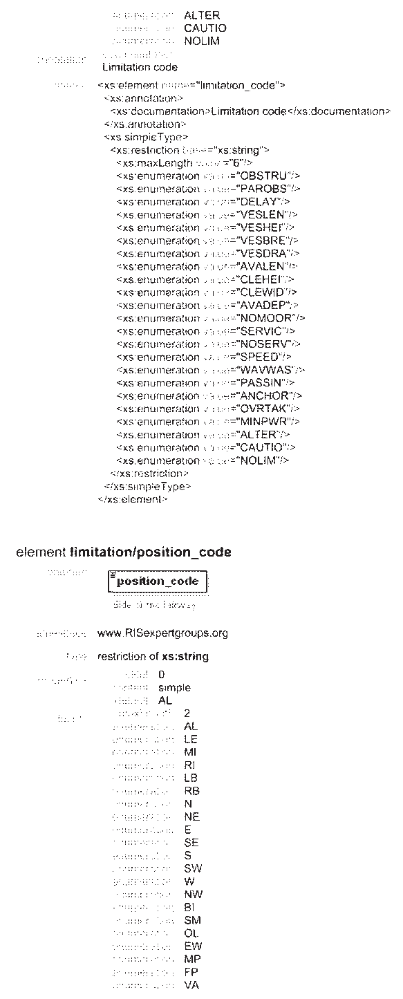 enumeration ALTER
enumeration CAUTIO
enumeration NOLIM
annotation documentation
Limitation code
source <xs:element name="limitation_code">
<xs:annotation>
<xs:documentation>Limitation code</xs:documentation>
</xs:annotation>
<xs:simpleType>
<xs:restriction base="xs:string">
<xs:maxLength value="6"/>
<xs:enumeration value="OBSTRU"/>
<xs:enumeration value="PAROBS"/>
<xs:enumeration value="DELAY"/>
<xs:enumeration value="VESLEN"/>
<xs:enumeration value="VESHEI"/>
<xs:enumeration value="VESBRE"/>
<xs:enumeration value="VESDRA"/>
<xs:enumeration value="AVALEN"/>
<xs:enumeration value="CLEHEI"/>
<xs:enumeration value="CLEWID"/>
<xs:enumeration value="AVADEP"/>
<xs:enumeration value="NOMOOR"/>
<xs:enumeration value="SERVIC"/>
<xs:enumeration value="NOSERV"/>
<xs:enumeration value="SPEED"/>
<xs:enumeration value="WAVWAS"/>
<xs:enumeration value="PASSIN"/>
<xs:enumeration value="ANCHOR"/>
<xs:enumeration value="OVRTAK"/>
<xs:enumeration value="MINPWR"/>
<xs:enumeration value="ALTER"/>
<xs:enumeration value="CAUTIO"/>
<xs:enumeration value="NOLIM"/>
</xs:restriction>
</xs:simpleType>
</xs:element>
element limitation/position_code
diagram
position_code
Side of the fairway
namespace www.RISexpertgroups.org
type restriction of xs:string
properties
isRef 0
content simple
default AL
facets maxLength 2
enumeration AL
enumeration LE
enumeration MI
enumeration RI
enumeration LB
enumeration RB
enumeration N
enumeration NE
enumeration E
enumeration SE
enumeration S
enumeration SW
enumeration W
enumeration NW
enumeration BI
enumeration SM
enumeration OL
enumeration EW
enumeration MP
enumeration FP
enumeration VA